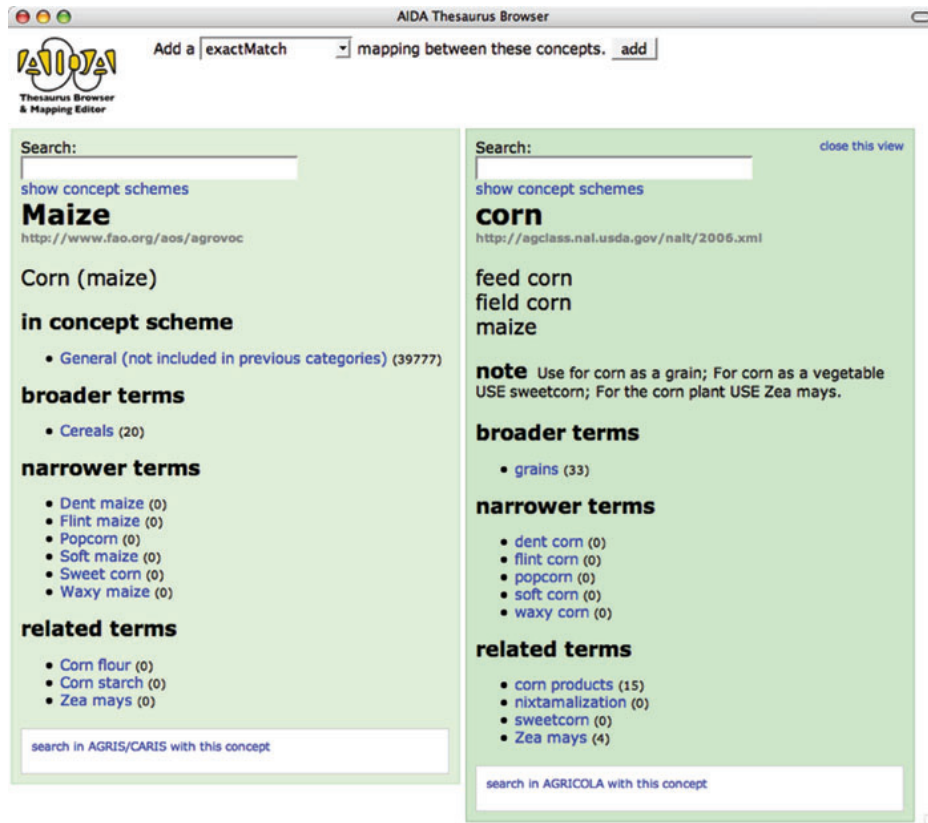 AIDA Thesaurus Browser
AIDA
Thesaurus Browser
& Mapping Editor
Add a exactMatch mapping between these concepts. add
Search:
show concept schemes
Maize
http://www.fao.org/aos/agrovoc
Corn (maize)
in concept scheme
• General (not included in previous categories) (39777)
broader terms
• Cereals (20)
narrower terms
• Dent maize (0)
• Flint maize (0)
• Popcorn (0)
• Soft maize (0)
• Sweet corn (0)
• Waxy maize (0)
related terms
• Corn flour (0)
• Corn starch (0)
• Zea mays (0)
search in AGRIS/CARIS with this concept
Search:
close this view
show concept schemes
corn
http://agclass.nal.usda.gov/nalt/2006.xml
feed corn
field corn
maize
note Use for corn as a grain; For corn as a vegetable
USE sweetcorn; For the corn plant USE Zea mays.
broader terms
• grains (33)
narrower terms
• dent corn (0)
• flint corn (0)
• popcorn (0)
• soft corn (0)
• waxy corn (0)
related terms
• corn products (15)
• nixtamalization (0)
• sweetcorn (0)
• Zea mays (4)
search in AGRICOLA with this concept